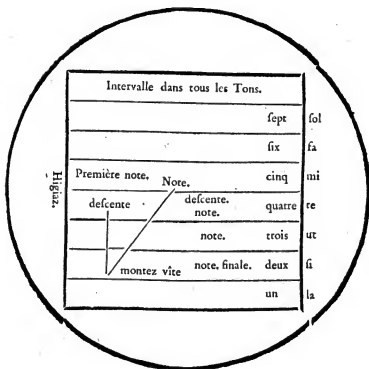 Intervalle dans tous les Tons.
ſept ſol
ſix fa
Première note. Note. cinq mi
deſcente deſcente. note. quatre re
note. trois ut
montez vîte note. finale. deux ſi
un la
Higiaz.